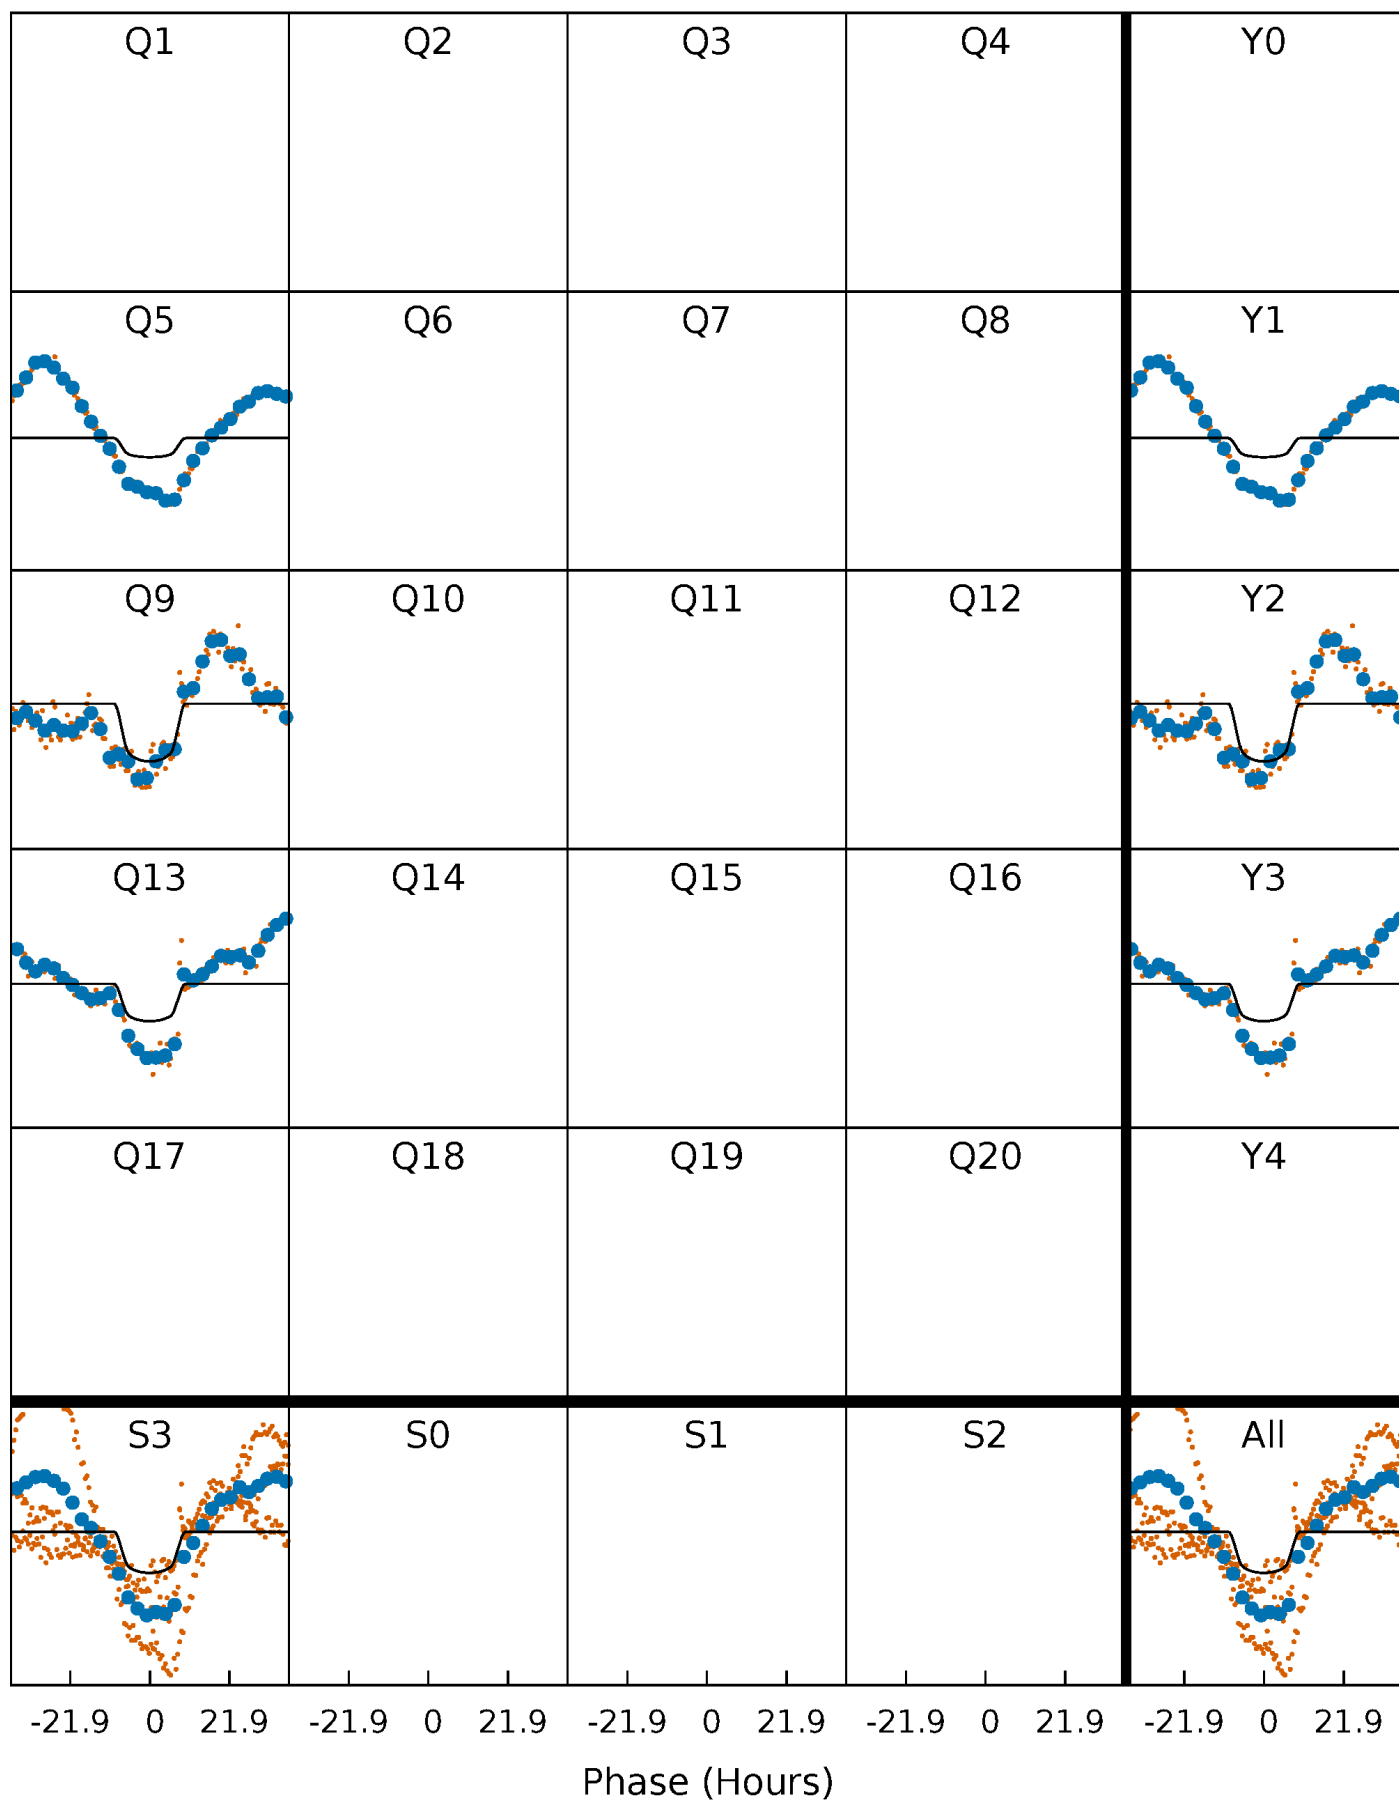 Q1 Q2 Q3 Q4 Y0
Q5 Q6 Q7 Q8 Y1
Q9 Q10 Q11 Q12 Y2
Q13 Q14 Q15 Q16 Y3
Q17 Q18 Q19 Q20 Y4
S3 S0 S1 S2 All
-21.9 0 21.9 -21.9 0 21.9 -21.9 0 21.9 -21.9 0 21.9 -21.9 0 21.9
Phase (Hours)